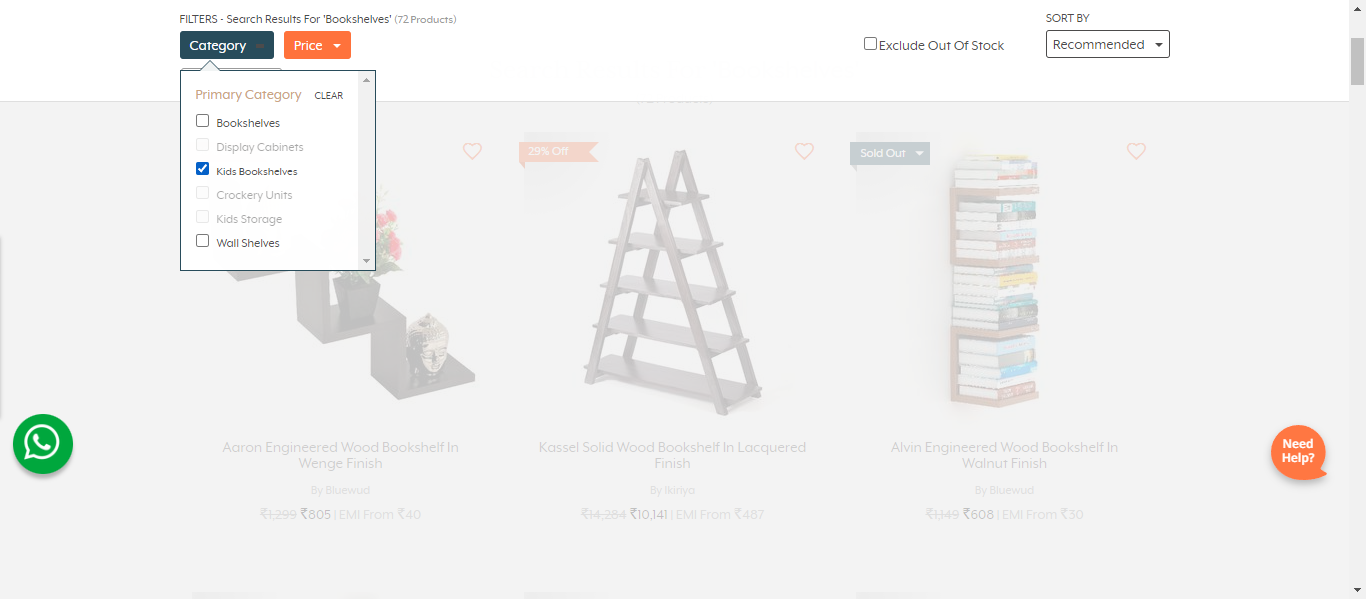 FILTERS - Search Results For 'Bookshelves' (72 Products)
SORT BY
Category
Price
Exclude Out Of Stock
Recommended
Primary Category CLEAR
Bookshelves
Display Cabinets
Kids Bookshelves
Crockery Units
Kids Storage
Wall Shelves
29% Off
Sold Out
Aaron Engineered Wood Bookshelf In
Wenge Finish
By Bluewud
₹1,299 ₹805 | EMI From ₹40
Kassel Solid Wood Bookshelf In Lacquered
Finish
By Ikiriya
₹14,284 ₹10,141 | EMI From ₹487
Alvin Engineered Wood Bookshelf In
Walnut Finish
By Bluewud
₹1,149 ₹608 | EMI From ₹30
Need
Help?